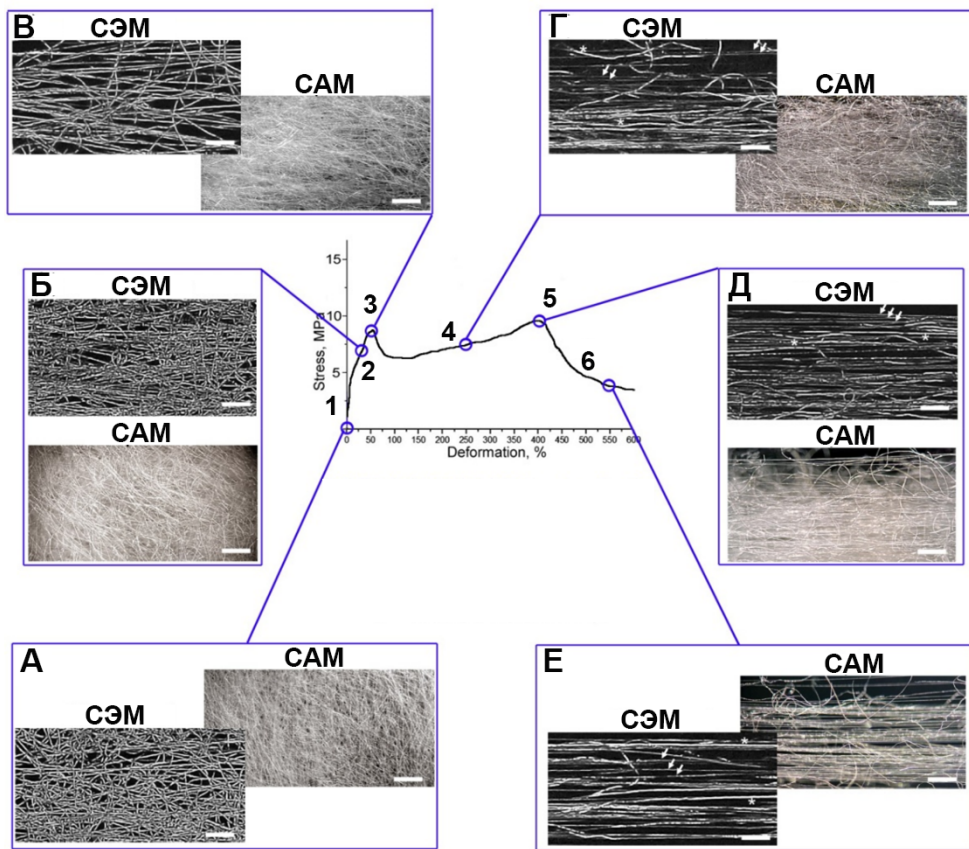 В
СЭМ
САМ
Г
СЭМ
САМ
Б
СЭМ
САМ
15
10
5
Stress, MPa
1
2
3
4
5
6
0 50 100 150 200 250 300 350 400 450 500 550 600
Deformation, %
Д
СЭМ
САМ
А
САМ
СЭМ
Е
САМ
СЭМ